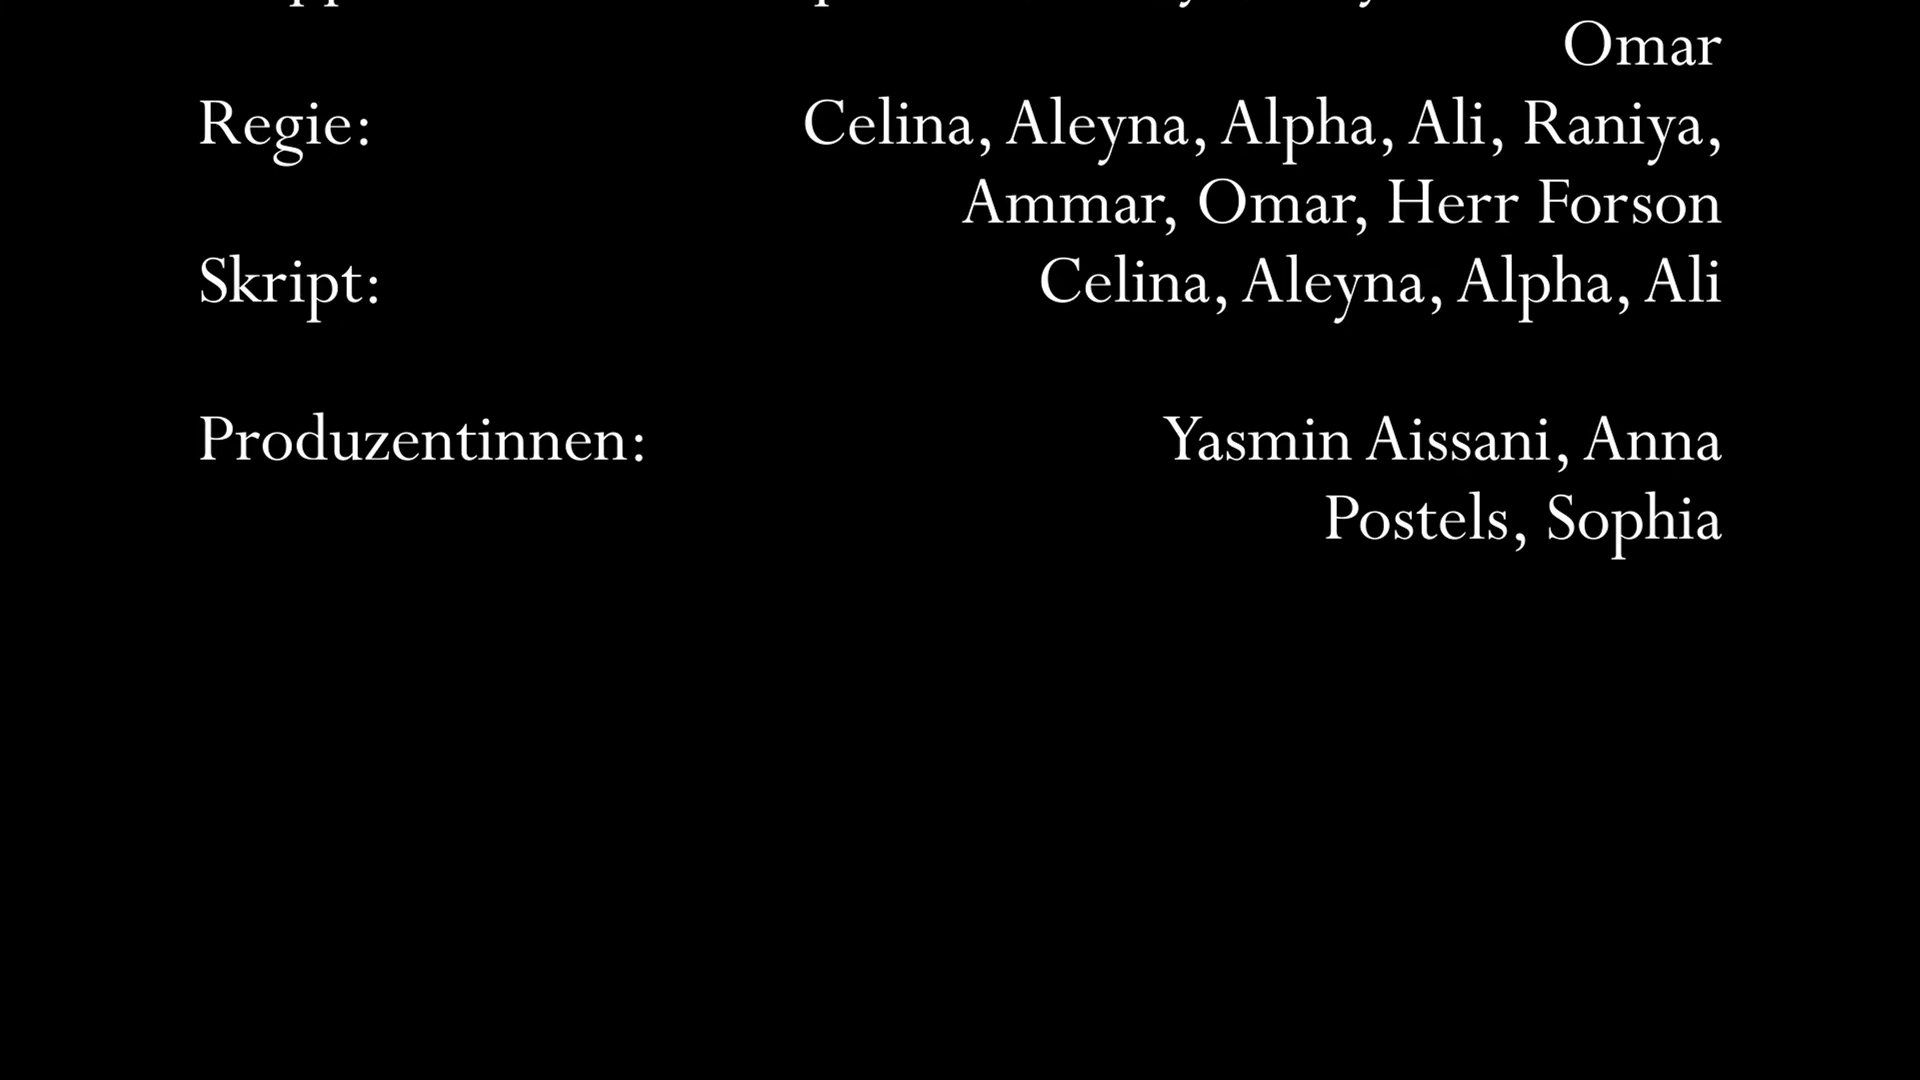 Omar
Regie: Celina, Aleyna, Alpha, Ali, Raniya,
Ammar, Omar, Herr Forson
Skript: Celina, Aleyna, Alpha, Ali
Produzentinnen: Yasmin Aissani, Anna
Postels, Sophia